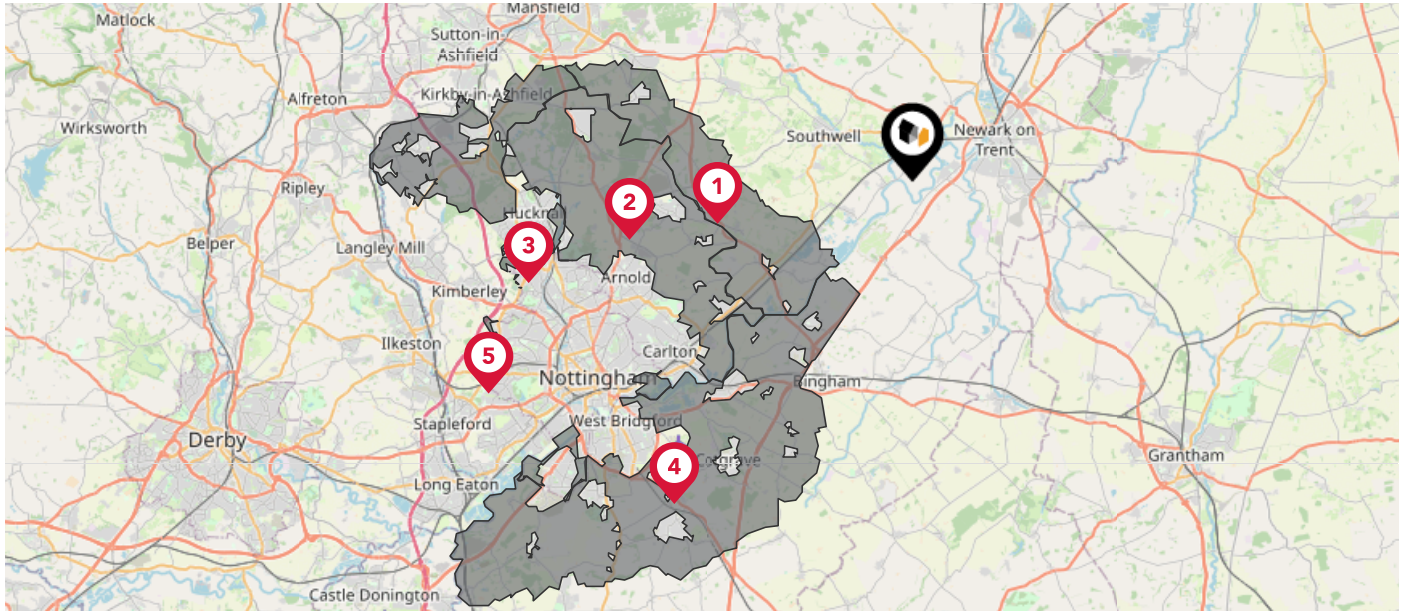 Mansfield
Matlock
Sutton-in-
Ashfield
Kirkby-in-Ashfield
Alfreton
Wirksworth
Southwell
Newark on
Trent
Ripley
1
2
Hucknall
3
Belper
Langley Mill
Arnold
Kimberley
Ilkeston
Carlton
5
Nottingham
Bingham
Stapleford
West Bridgford
Derby
Cotgrave
4
Grantham
Long Eaton
Castle Donington